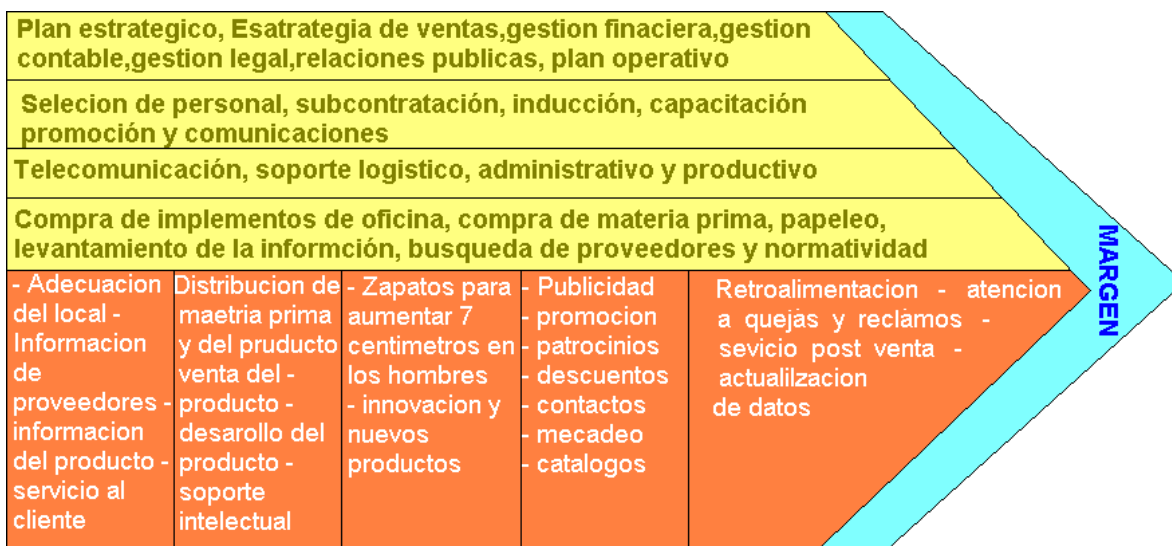 Plan estrategico, Esatrategia de ventas,gestion finaciera,gestion
contable,gestion legal,relaciones publicas, plan operativo
Selecion de personal, subcontratación, inducción, capacitación
promoción y comunicaciones
Telecomunicación, soporte logistico, administrativo y productivo
Compra de implementos de oficina, compra de materia prima, papeleo,
levantamiento de la informción, busqueda de proveedores y normatividad
- Adecuacion
del local -
Informacion
de
proveedores -
informacion
del producto -
servicio al
cliente
Distribucion de
maetria prima
y del pruducto
venta del -
producto -
desarollo del
producto -
soporte
intelectual
- Zapatos para
aumentar 7
centimetros en
los hombres
- innovacion y
nuevos
productos
- Publicidad
- promocion
- patrocinios
- descuentos
- contactos
- mecadeo
- catalogos
Retroalimentacion - atencion
a quejas y reclamos -
sevicio post venta -
actualilzacion
de datos
MARGEN